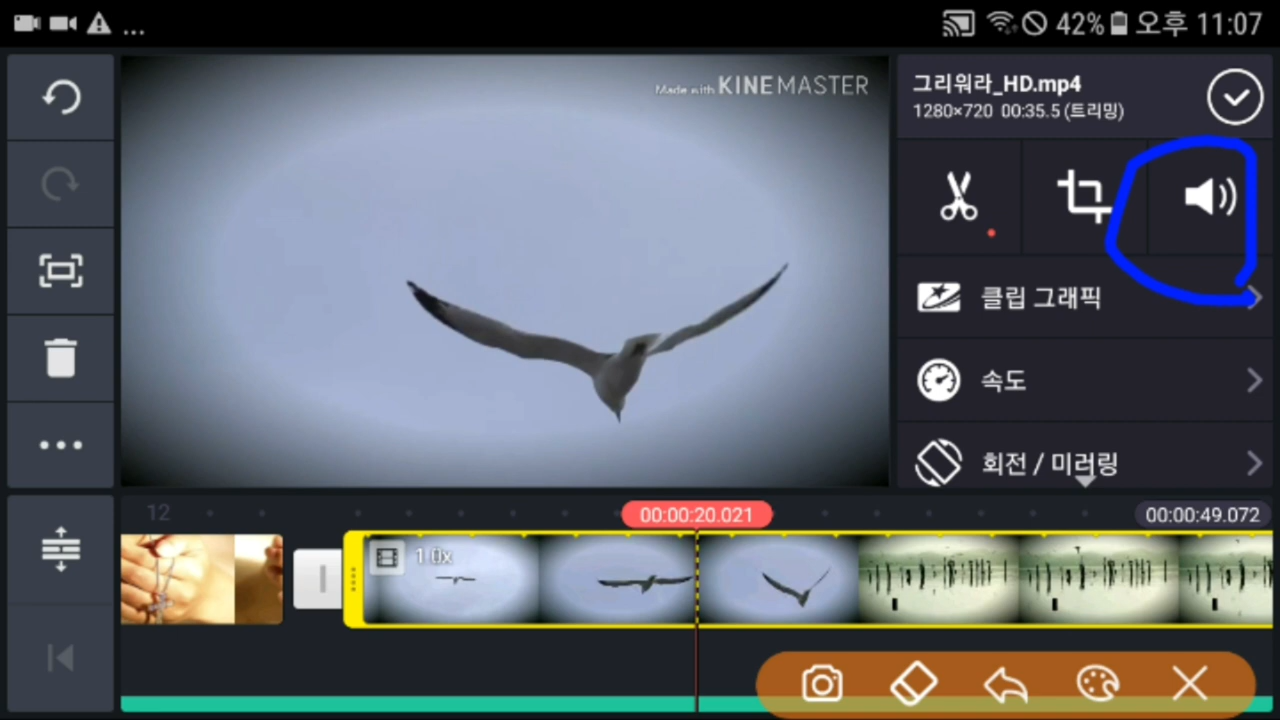 ... 42% 오후 11:07
Made with KINEMASTER
그리워라_HD.mp4
1280×720 00:35.5 (트리밍)
클립 그래픽
속도
회전 / 미러링
12
00:00:20.021
00:00:49.072
1.0x